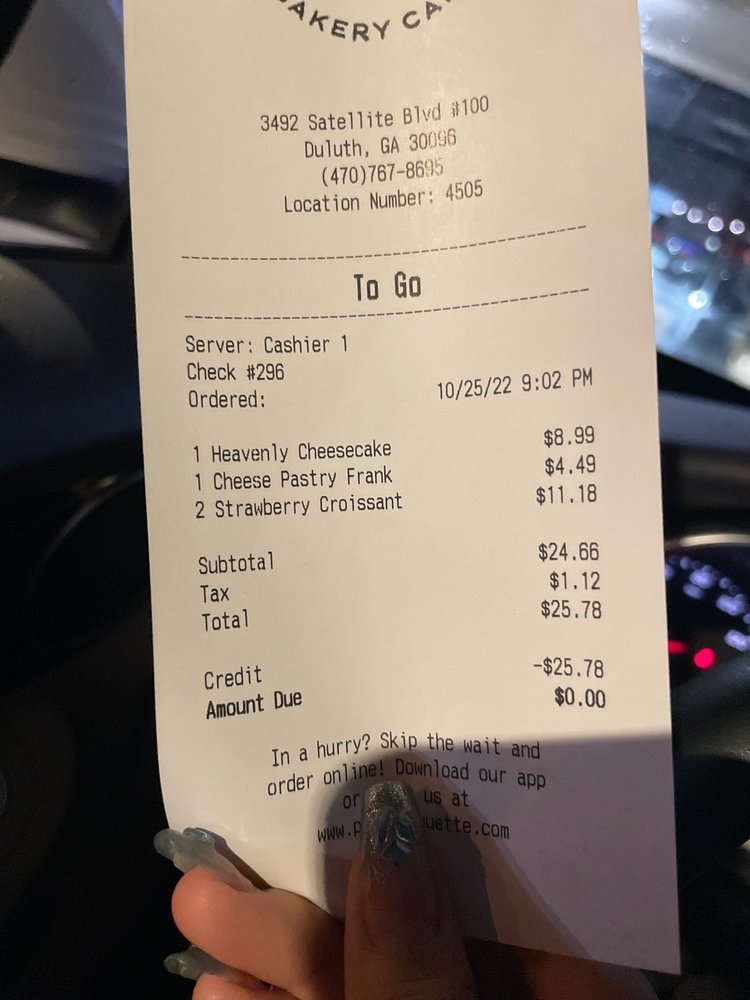 BAKERY CA
3492 Satellite Blvd #100
Duluth, GA 30096
(470)767-8695
Location Number: 4505
To Go
Server: Cashier 1
Check #296
Ordered: 10/25/22 9:02 PM
1 Heavenly Cheesecake $8.99
1 Cheese Pastry Frank $4.49
2 Strawberry Croissant $11.18
Subtotal $24.66
Tax $1.12
Total $25.78
Credit -$25.78
Amount Due $0.00
In a hurry? Skip the wait and
order online! Download our app
or us at
www.p uette.com